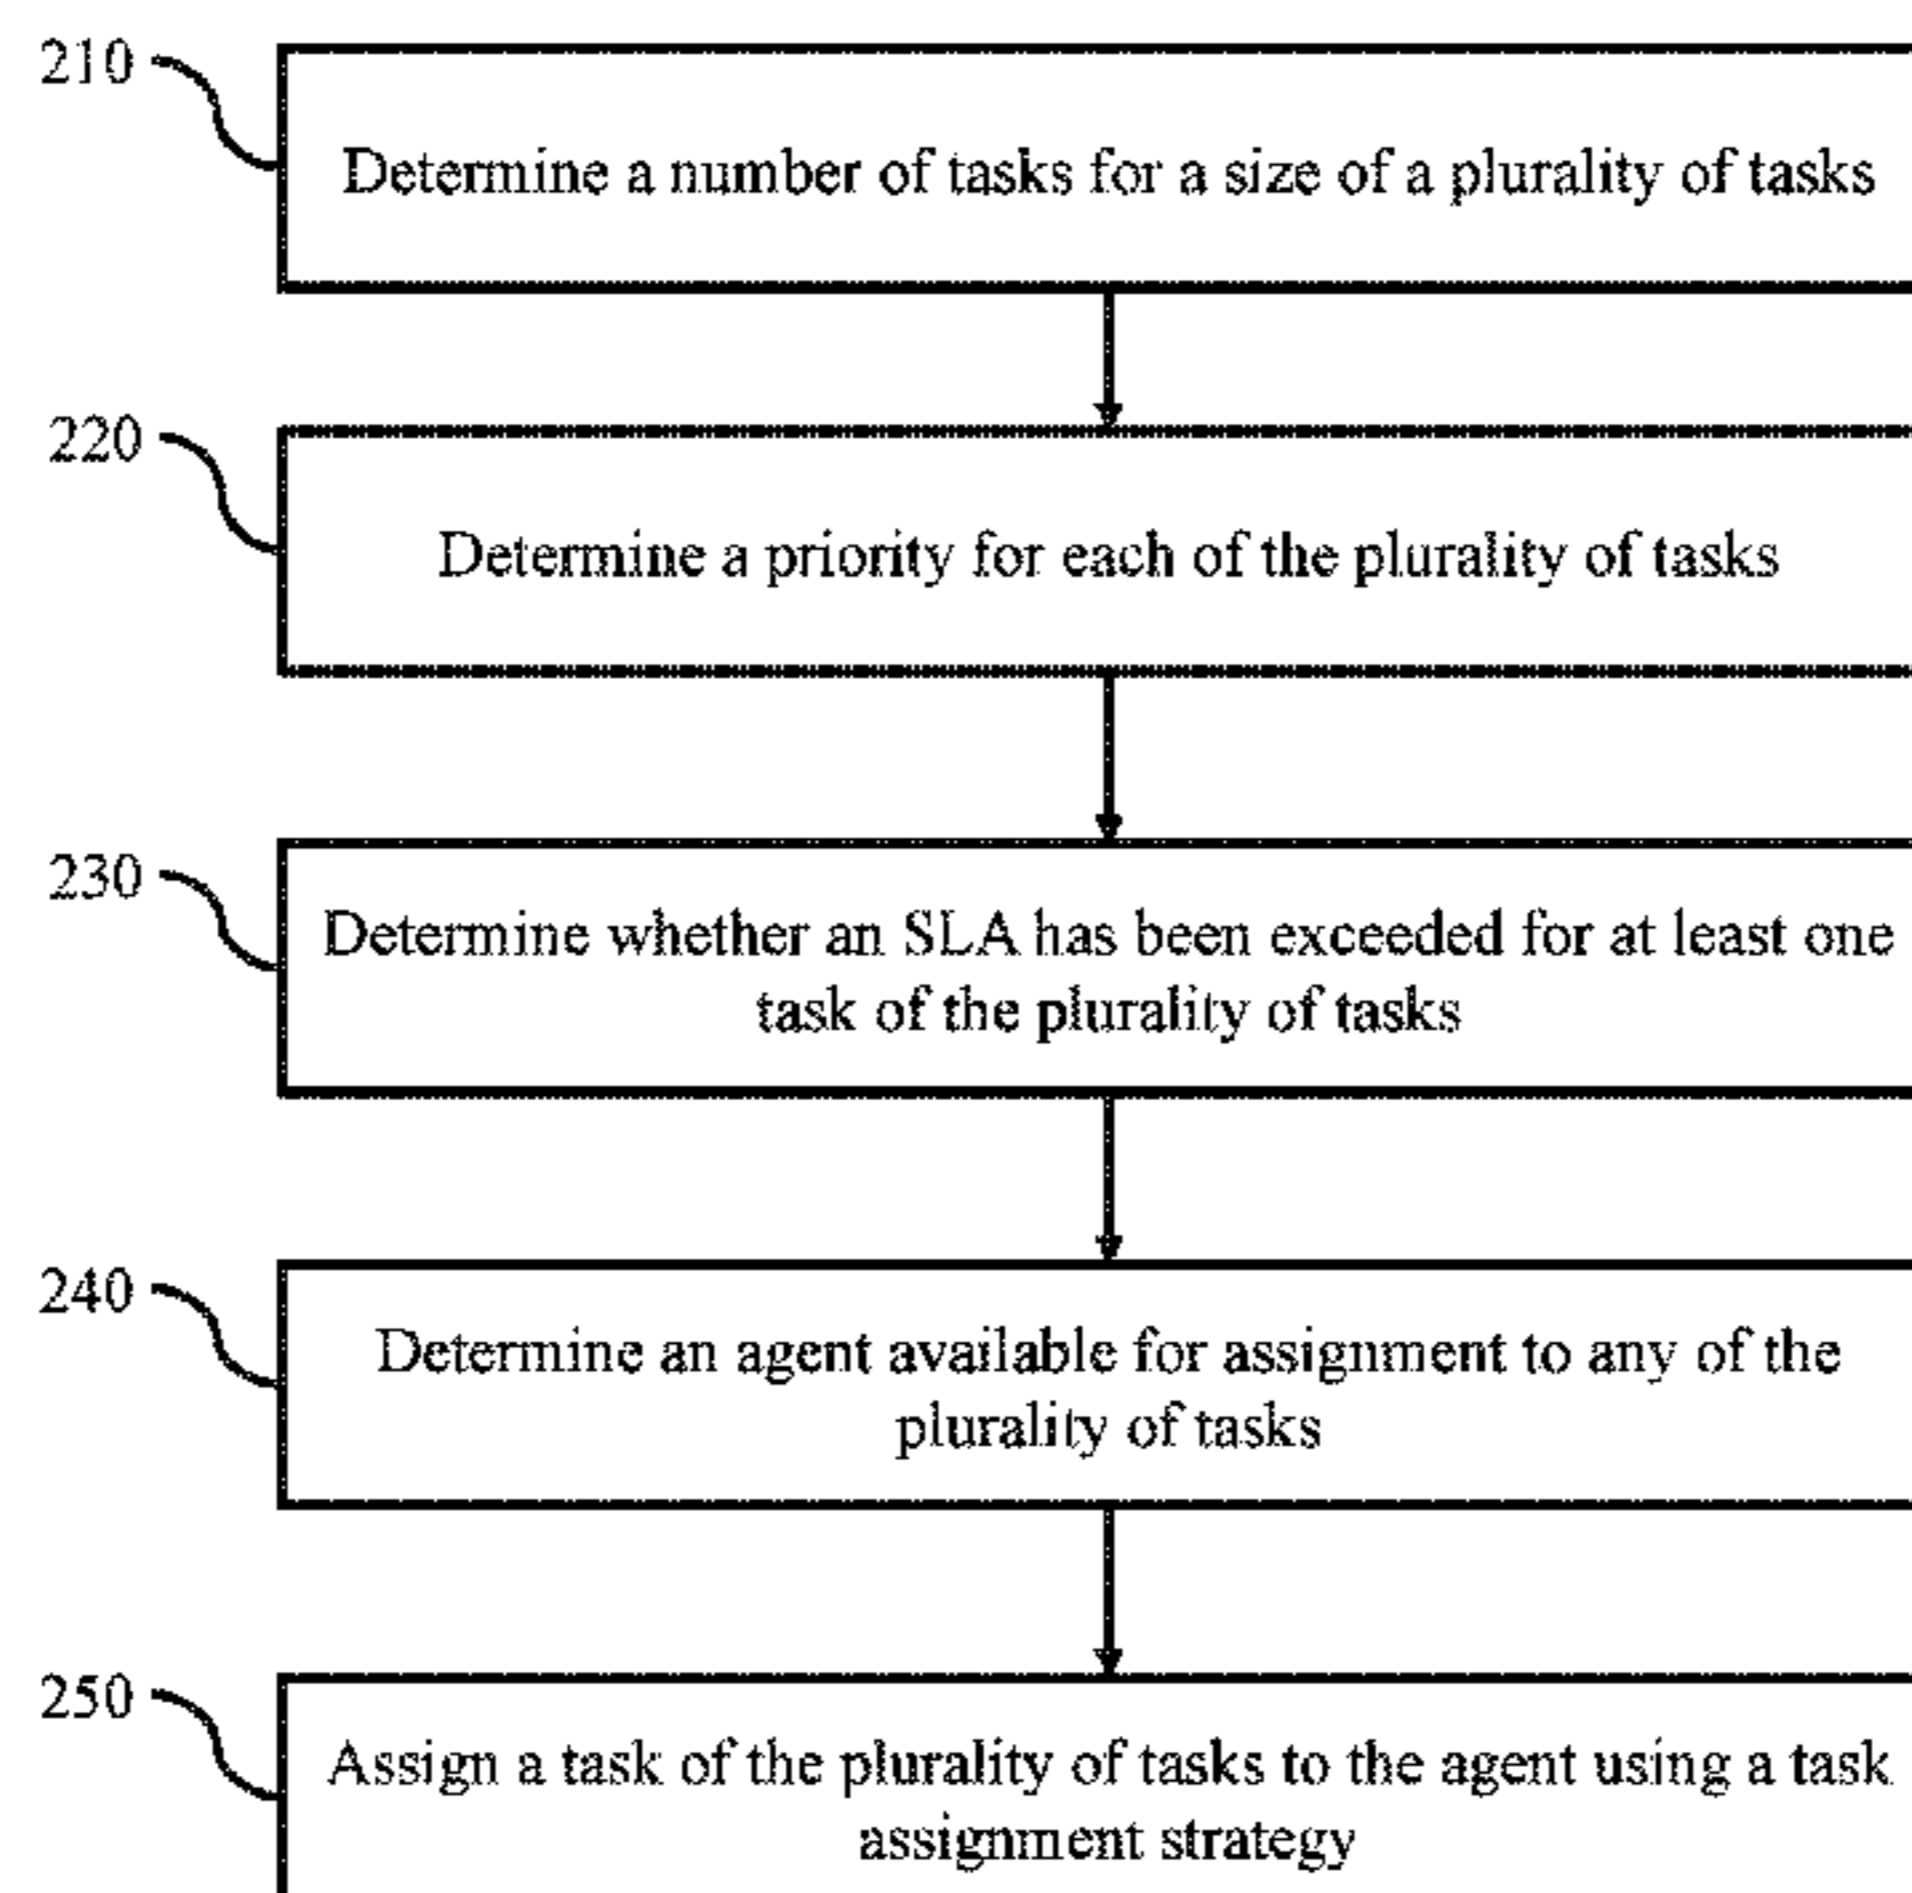 210
Determine a number of tasks for a size of a plurality of tasks
220
Determine a priority for each of the plurality of tasks
230
Determine whether an SLA has been exceeded for at least one
task of the plurality of tasks
240
Determine an agent available for assignment to any of the
plurality of tasks
250
Assign a task of the plurality of tasks to the agent using a task
assignment strategy